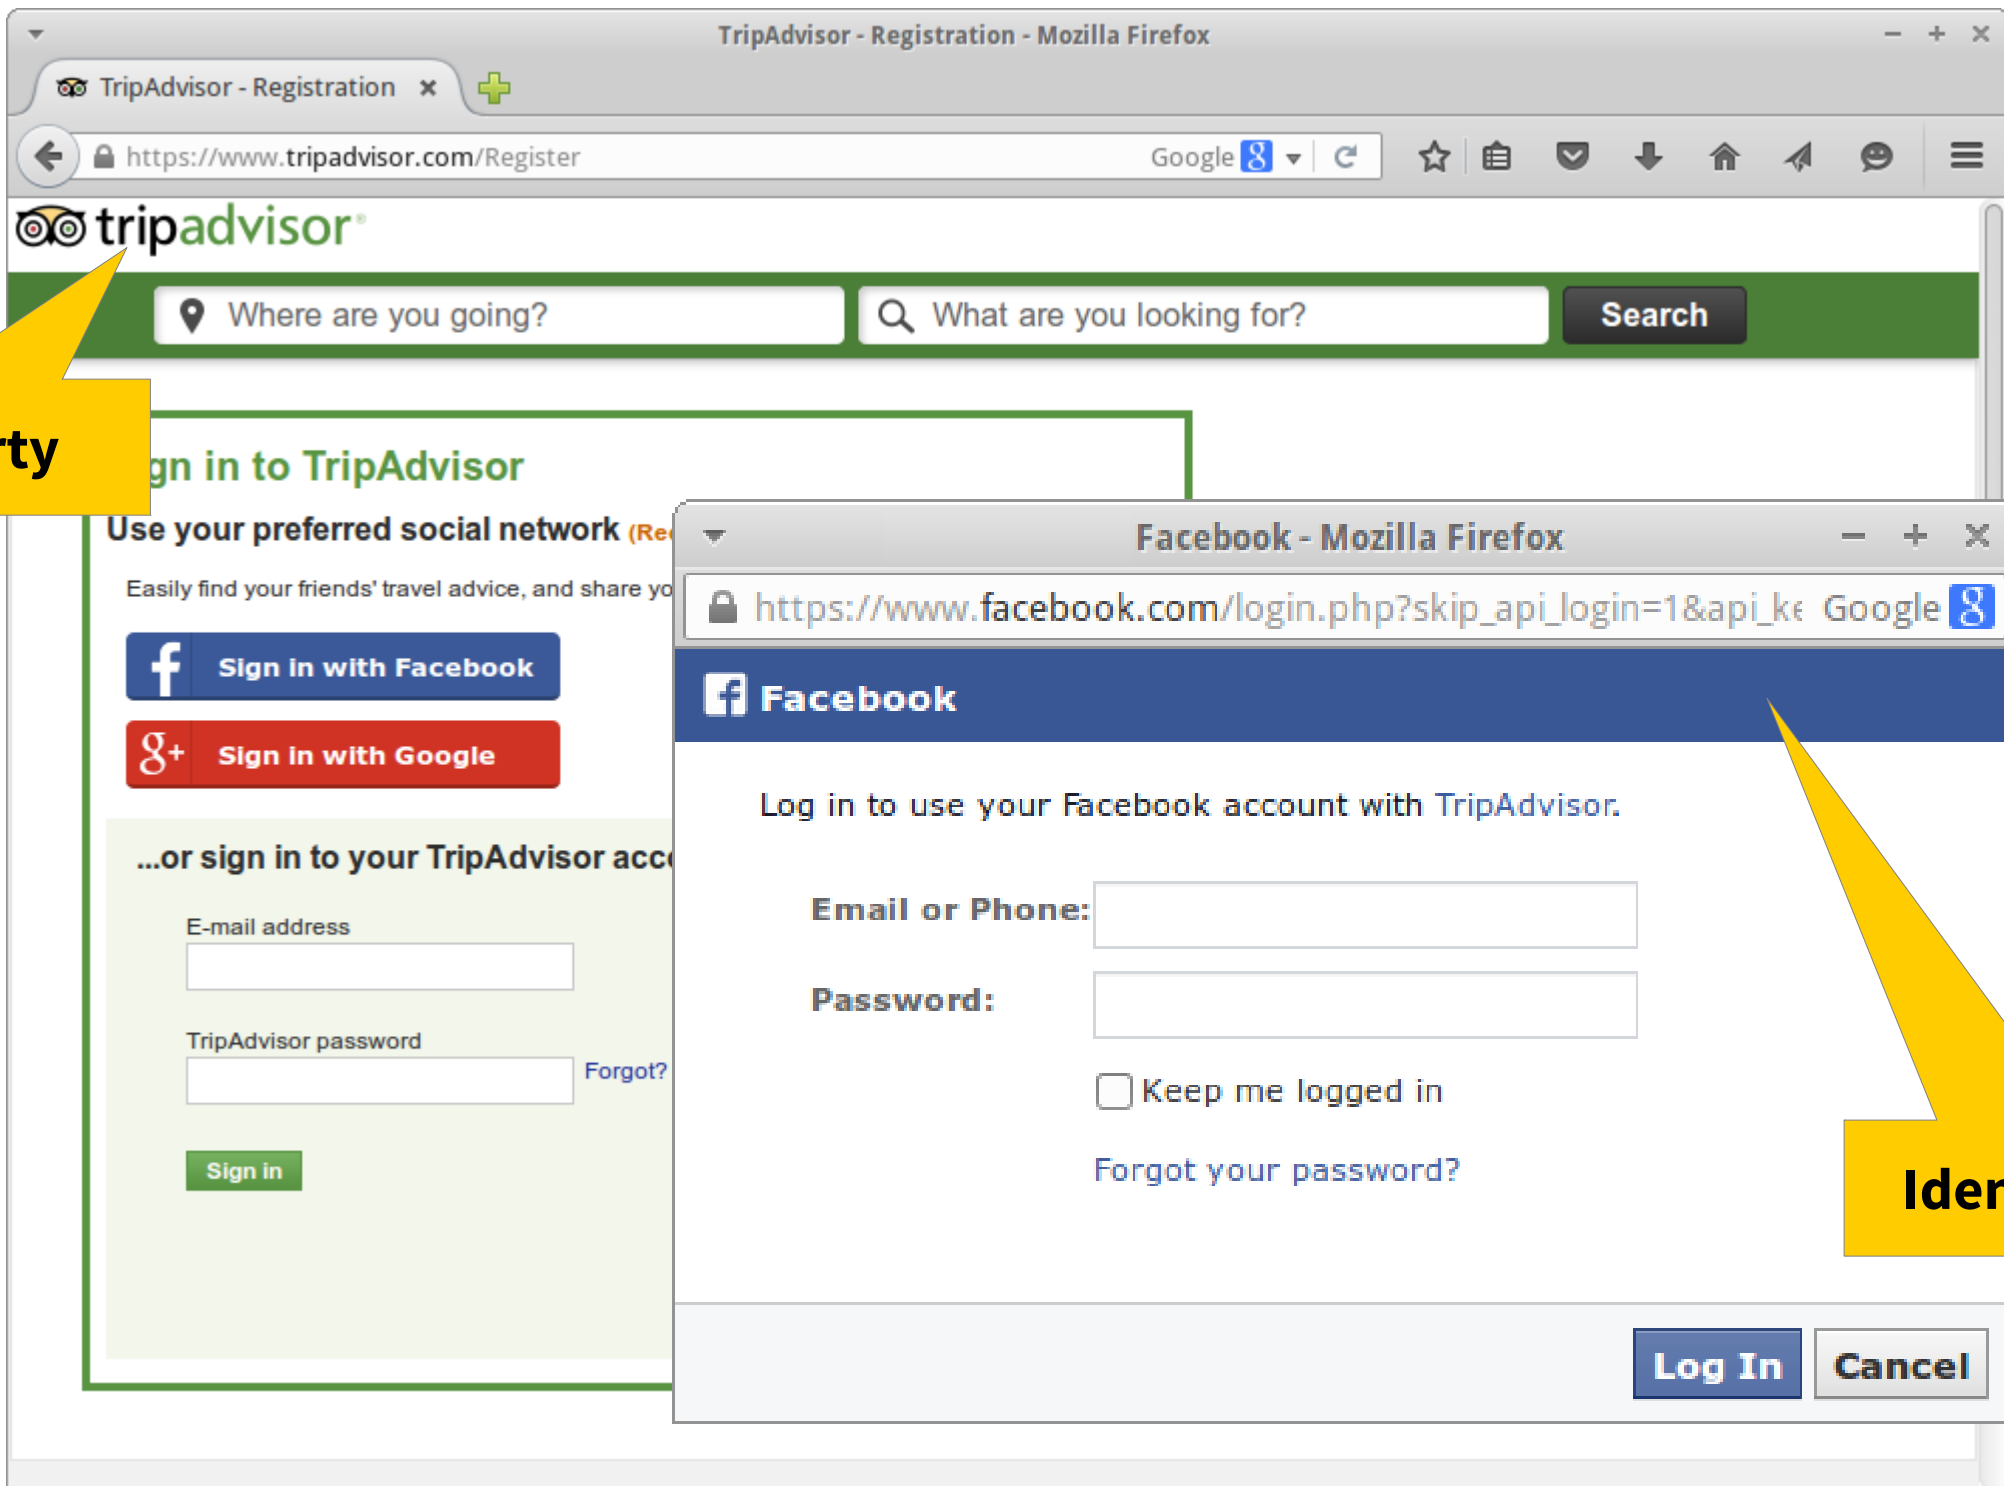 TripAdvisor - Registration - Mozilla Firefox
TripAdvisor - Registration
https://www.tripadvisor.com/Register
Google
tripadvisor
Where are you going?
What are you looking for?
Search
rty
gn in to TripAdvisor
Use your preferred social network (Re
Easily find your friends' travel advice, and share yo
Sign in with Facebook
g+ Sign in with Google
...or sign in to your TripAdvisor acc
E-mail address
TripAdvisor password
Forgot?
Sign in
Facebook - Mozilla Firefox
https://www.facebook.com/login.php?skip_api_login=1&api_ke Google
Facebook
Log in to use your Facebook account with TripAdvisor.
Email or Phone:
Password:
Keep me logged in
Forgot your password?
Iden
Log In
Cancel